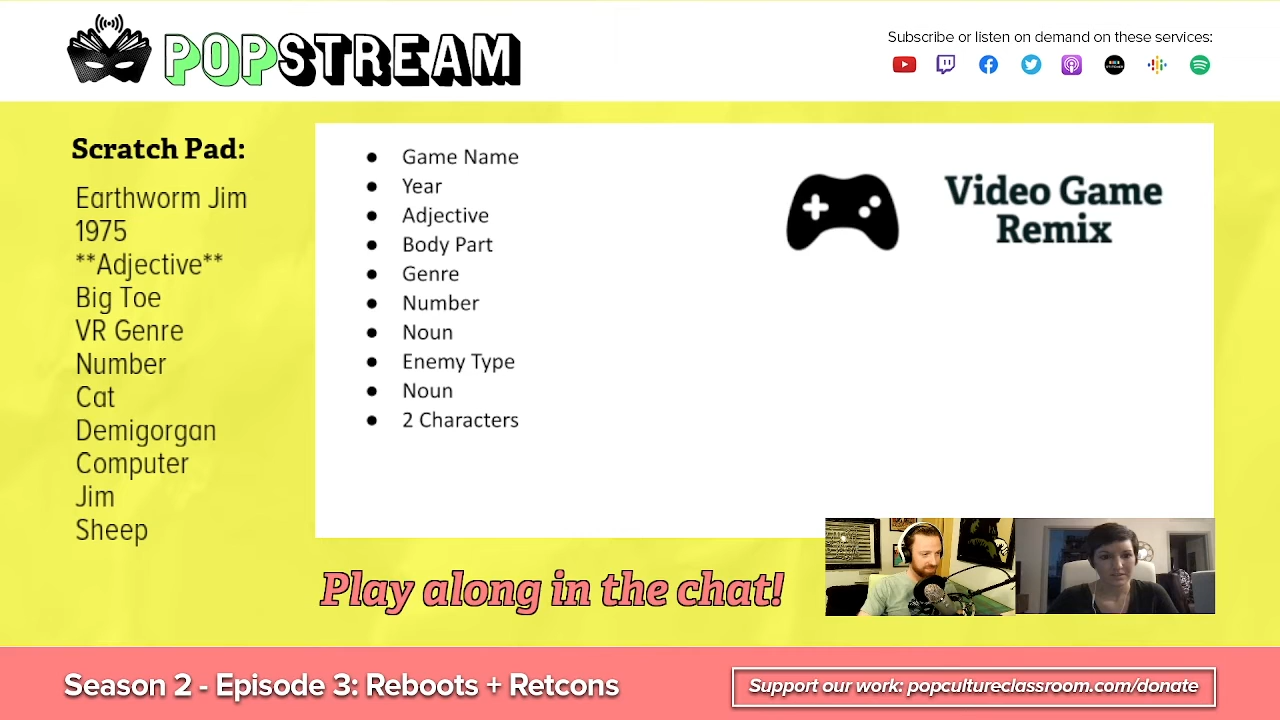 POPSTREAM
Subscribe or listen on demand on these services:
Scratch Pad:
Earthworm Jim
1975
**Adjective**
Big Toe
VR Genre
Number
Cat
Demigorgan
Computer
Jim
Sheep
• Game Name
• Year
• Adjective
• Body Part
• Genre
• Number
• Noun
• Enemy Type
• Noun
• 2 Characters
Video Game
Remix
Play along in the chat!
Season 2 - Episode 3: Reboots + Retcons
Support our work: popcultureclassroom.com/donate